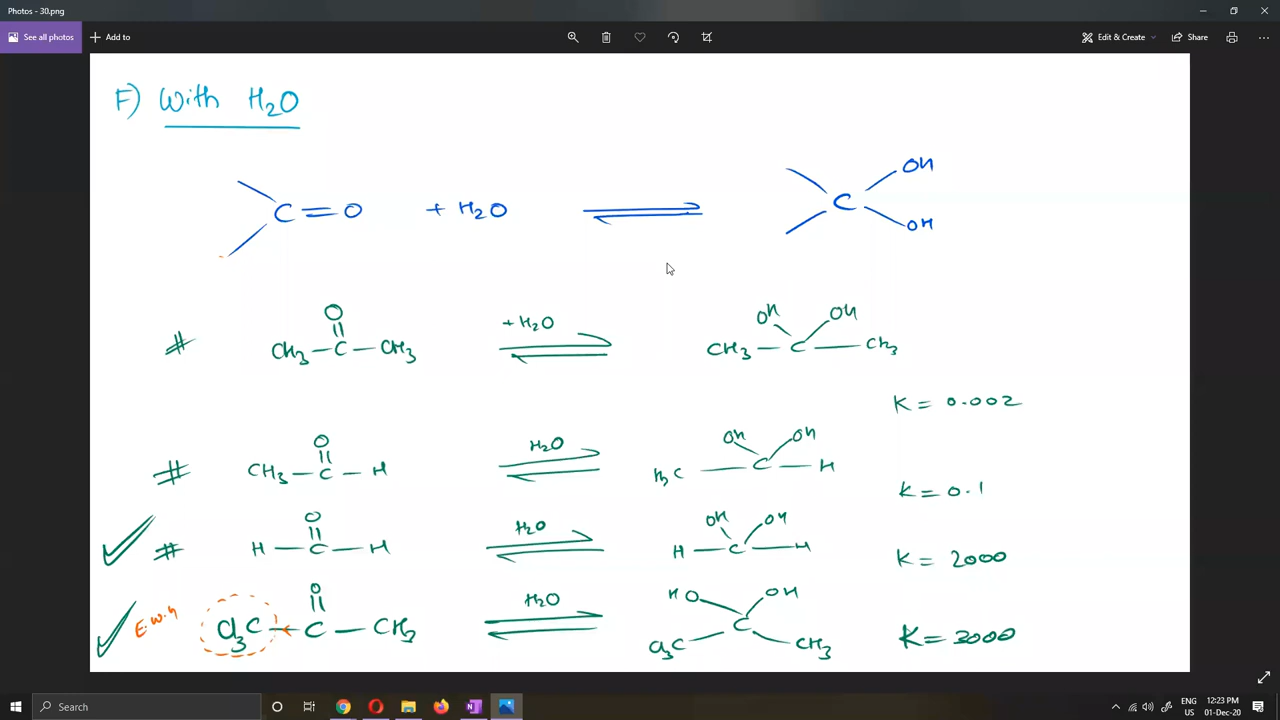 Photos - 30.png
See all photos
Add to
Edit & Create
Share
F) With H2O
C=O + H2O ⇌ C OH OH
# CH3-C(=O)-CH3 +H2O ⇌ CH3-C(OH)(OH)-CH3
K = 0.002
# CH3-C(=O)-H H2O ⇌ H3C-C(OH)(OH)-H
K = 0.1
# H-C(=O)-H H2O ⇌ H-C(OH)(OH)-H
K = 2000
E.W.G Cl3C-C(=O)-CH3 H2O ⇌ HO OH C Cl3C CH3
K = 3000
Search
ENG
US
12:23 PM
01-Dec-20